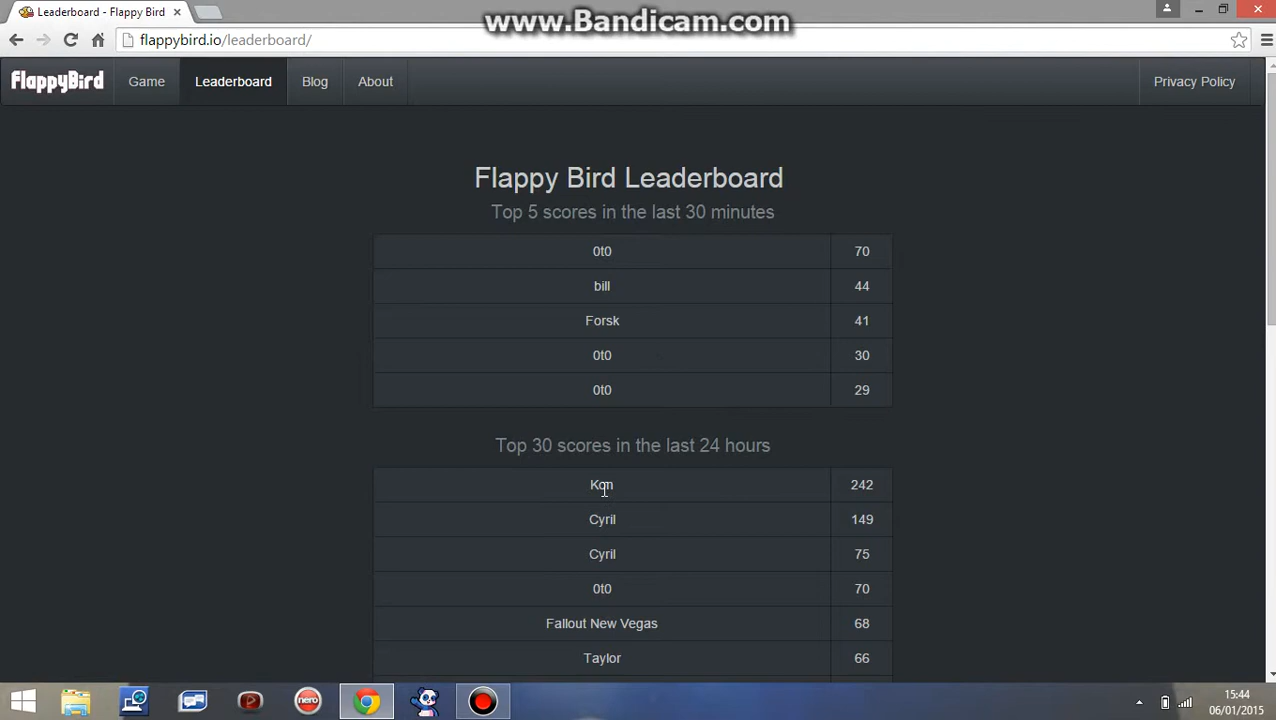 Leaderboard - Flappy Bird
www.Bandicam.com
flappybird.io/leaderboard/
FlappyBird Game Leaderboard Blog About Privacy Policy
Flappy Bird Leaderboard
Top 5 scores in the last 30 minutes
0t0 70
bill 44
Forsk 41
0t0 30
0t0 29
Top 30 scores in the last 24 hours
242
Cyril 149
Cyril 75
0t0 70
Fallout New Vegas 68
Taylor 66
nero
15:44
06/01/2015